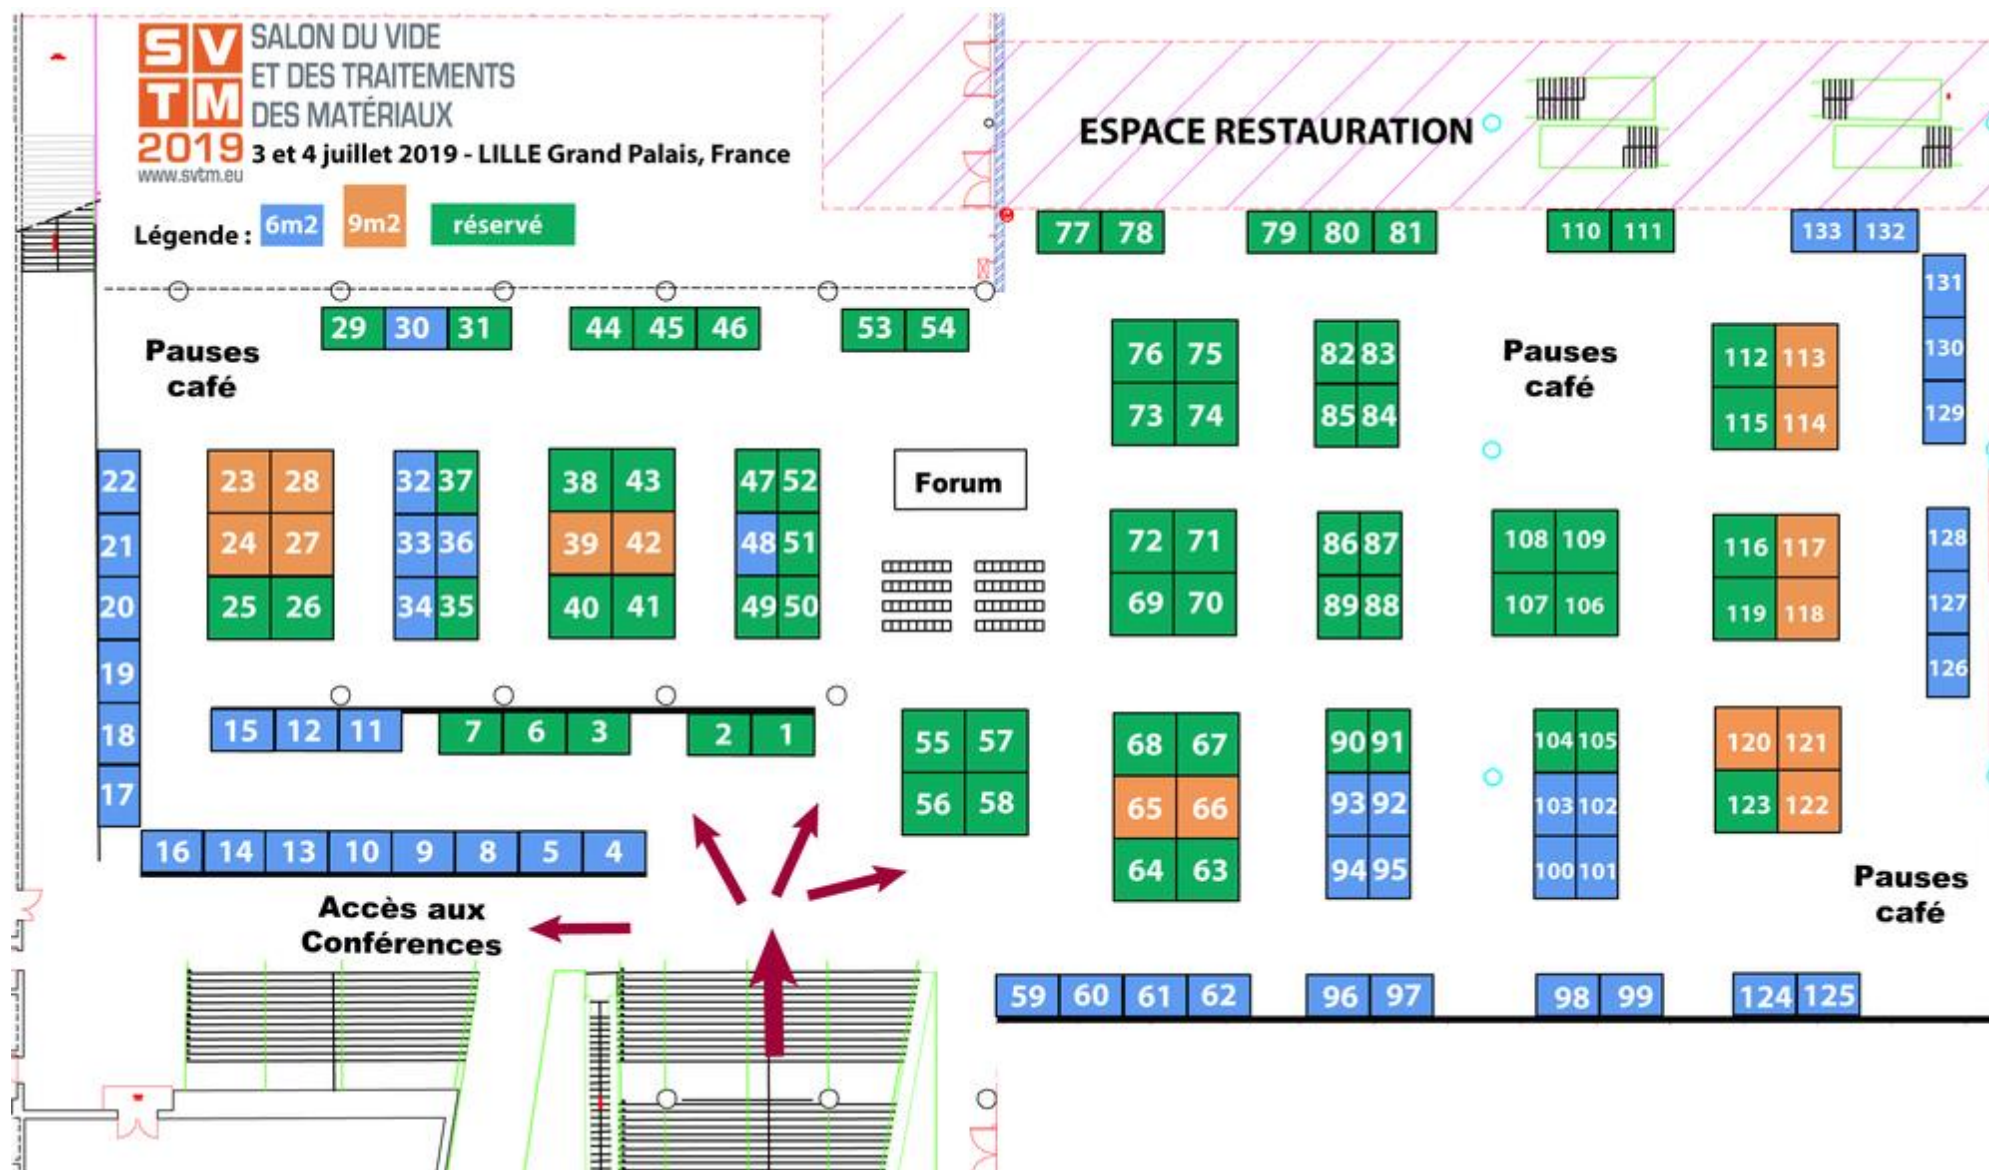 SV
TM
2019
www.svtm.eu
SALON DU VIDE
ET DES TRAITEMENTS
DES MATÉRIAUX
3 et 4 juillet 2019 - LILLE Grand Palais, France
Légende : 6m2 9m2 réservé
ESPACE RESTAURATION
77 78
79 80 81
110 111
133 132
131
130
129
29 30 31
44 45 46
53 54
Pauses
café
76 75
73 74
82 83
85 84
Pauses
café
112 113
115 114
22
21
20
19
18
17
23 28
24 27
25 26
32 37
33 36
34 35
38 43
39 42
40 41
47 52
48 51
49 50
Forum
72 71
69 70
86 87
89 88
108 109
107 106
116 117
119 118
128
127
126
15 12 11
7 6 3
2 1
55 57
56 58
68 67
65 66
64 63
90 91
93 92
94 95
104 105
103 102
100 101
120 121
123 122
16 14 13 10 9 8 5 4
Accès aux
Conférences
Pauses
café
59 60 61 62
96 97
98 99
124 125